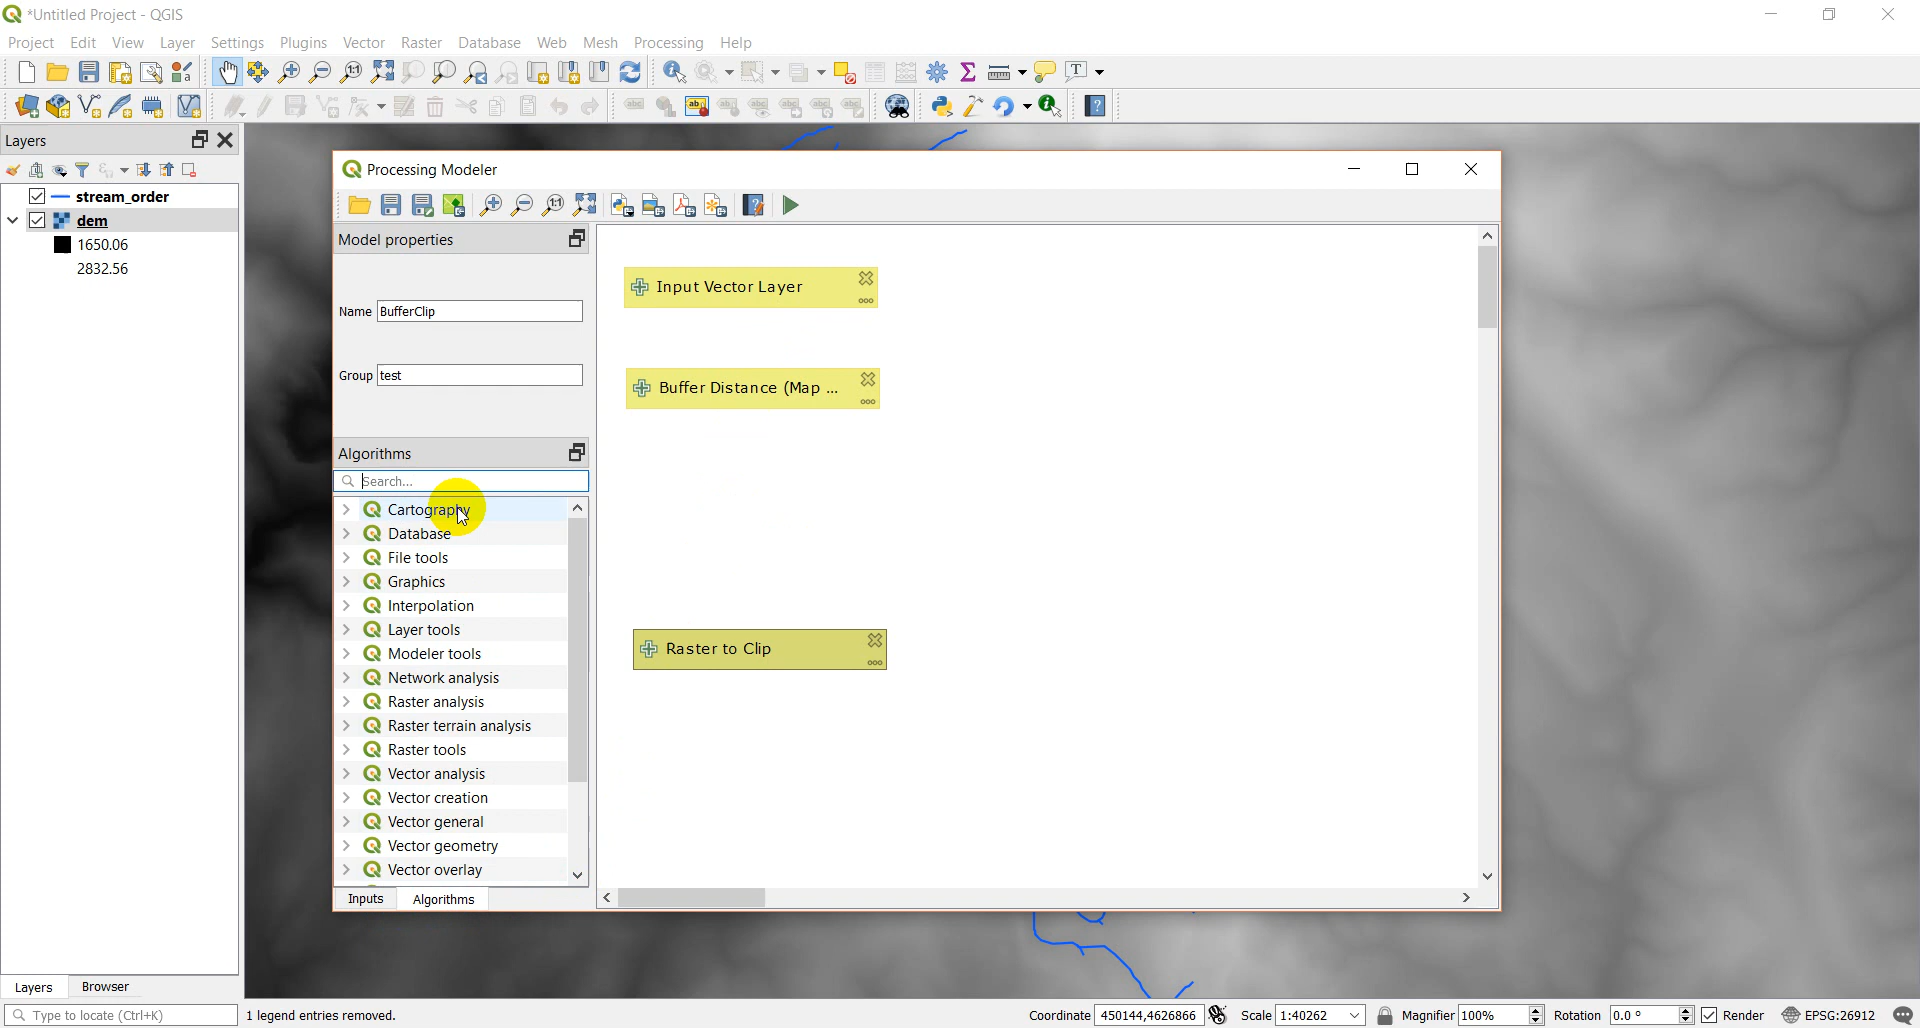 *Untitled Project - QGIS
Project Edit View Layer Settings Plugins Vector Raster Database Web Mesh Processing Help
Layers
stream_order
dem
1650.06
2832.56
Processing Modeler
Model properties
Name BufferClip
Group test
Algorithms
Search...
Cartography
Database
File tools
Graphics
Interpolation
Layer tools
Modeler tools
Network analysis
Raster analysis
Raster terrain analysis
Raster tools
Vector analysis
Vector creation
Vector general
Vector geometry
Vector overlay
Inputs Algorithms
Input Vector Layer
Buffer Distance (Map ...
Raster to Clip
Layers Browser
Type to locate (Ctrl+K) 1 legend entries removed. Coordinate 450144,4626866 Scale 1:40262 Magnifier 100% Rotation 0.0 ° Render EPSG:26912